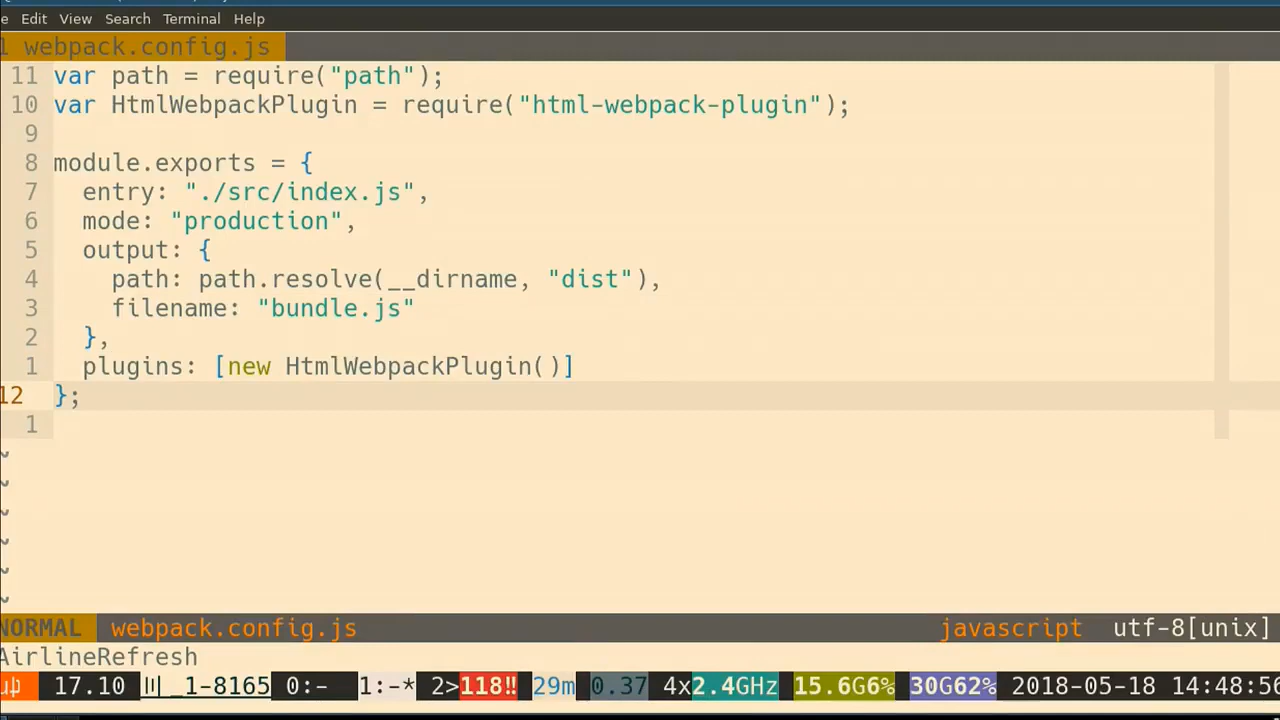 e Edit View Search Terminal Help
1 webpack.config.js
11 var path = require("path");
10 var HtmlWebpackPlugin = require("html-webpack-plugin");
9
8 module.exports = {
7   entry: "./src/index.js",
6   mode: "production",
5   output: {
4     path: path.resolve(__dirname, "dist"),
3     filename: "bundle.js"
2   },
1   plugins: [new HtmlWebpackPlugin()]
12 };
1
~
~
~
~
~
~
NORMAL webpack.config.js javascript utf-8[unix]
AirlineRefresh
17.10 _1-8165 0:- 1:-* 2>118!! 29m 0.37 4x2.4GHz 15.6G6% 30G62% 2018-05-18 14:48:56